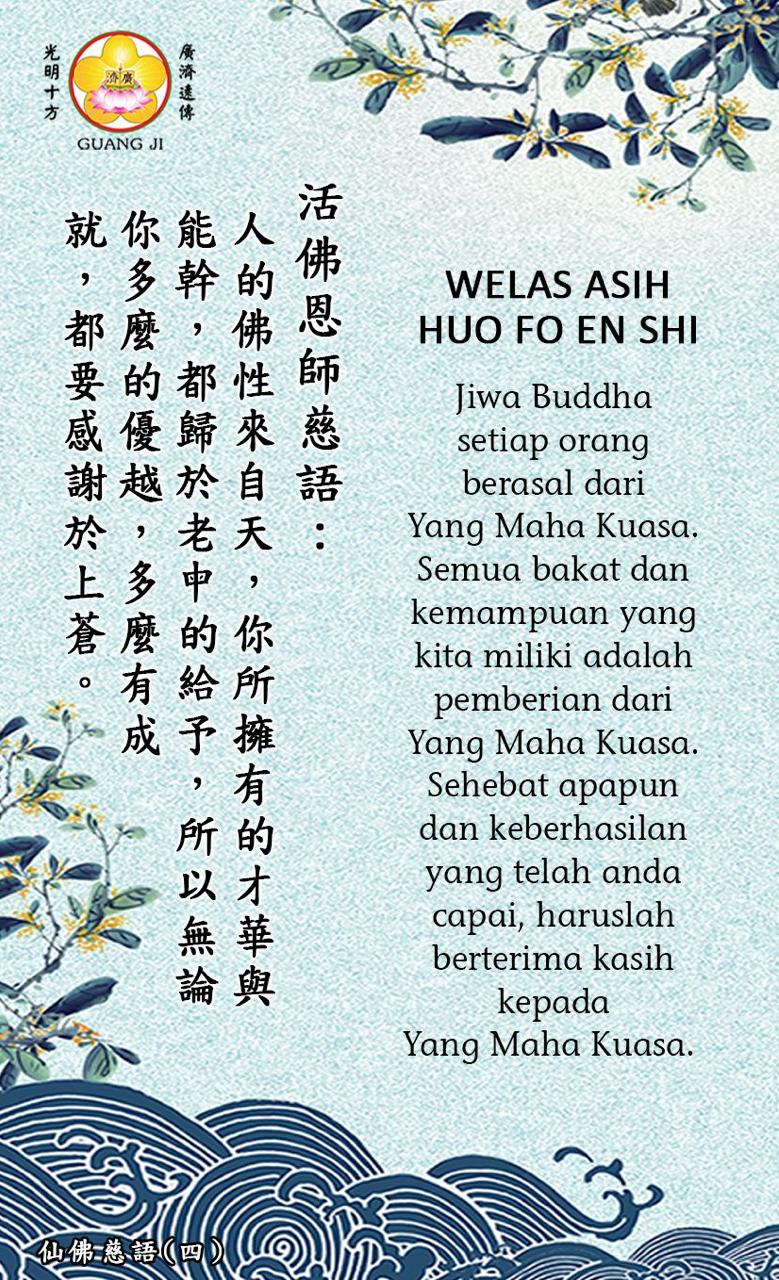 光明十方
廣濟遠傳
廣濟
GUANG JI
活佛恩師慈語：
人的佛性來自天，你所擁有的才華與
能幹，都歸於老中的給予，所以無論
你多麼的優越，多麼有成
就，都要感謝於上蒼。
WELAS ASIH
HUO FO EN SHI
Jiwa Buddha
setiap orang
berasal dari
Yang Maha Kuasa.
Semua bakat dan
kemampuan yang
kita miliki adalah
pemberian dari
Yang Maha Kuasa.
Sehebat apapun
dan keberhasilan
yang telah anda
capai, haruslah
berterima kasih
kepada
Yang Maha Kuasa.
仙佛慈語(四)